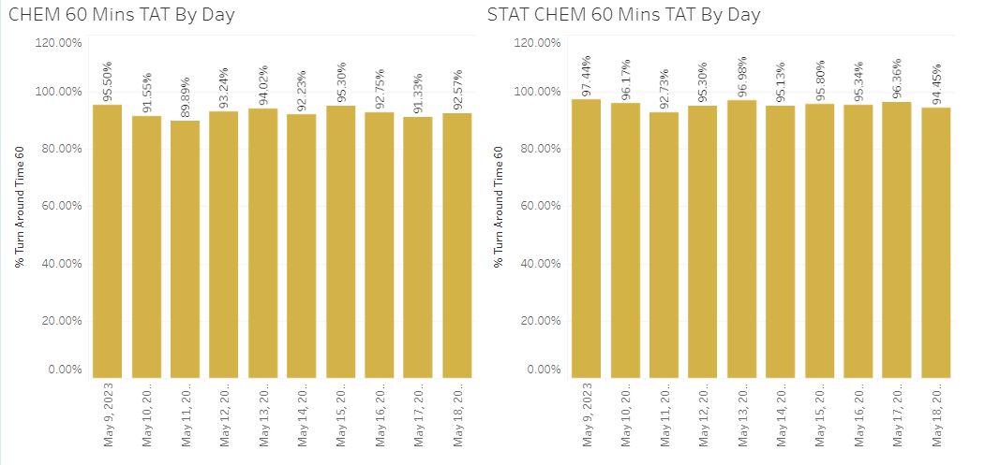 CHEM 60 Mins TAT By Day
% Turn Around Time 60
120.00%
100.00%
80.00%
60.00%
40.00%
20.00%
0.00%
95.50%
91.55%
89.89%
93.24%
94.02%
92.23%
95.30%
92.75%
91.33%
92.57%
May 9, 2023
May 10, 20..
May 11, 20..
May 12, 20..
May 13, 20..
May 14, 20..
May 15, 20..
May 16, 20..
May 17, 20..
May 18, 20..
STAT CHEM 60 Mins TAT By Day
% Turn Around Time 60
120.00%
100.00%
80.00%
60.00%
40.00%
20.00%
0.00%
97.44%
96.17%
92.73%
95.30%
96.98%
95.13%
95.80%
95.34%
96.36%
94.45%
May 9, 2023
May 10, 20..
May 11, 20..
May 12, 20..
May 13, 20..
May 14, 20..
May 15, 20..
May 16, 20..
May 17, 20..
May 18, 20..